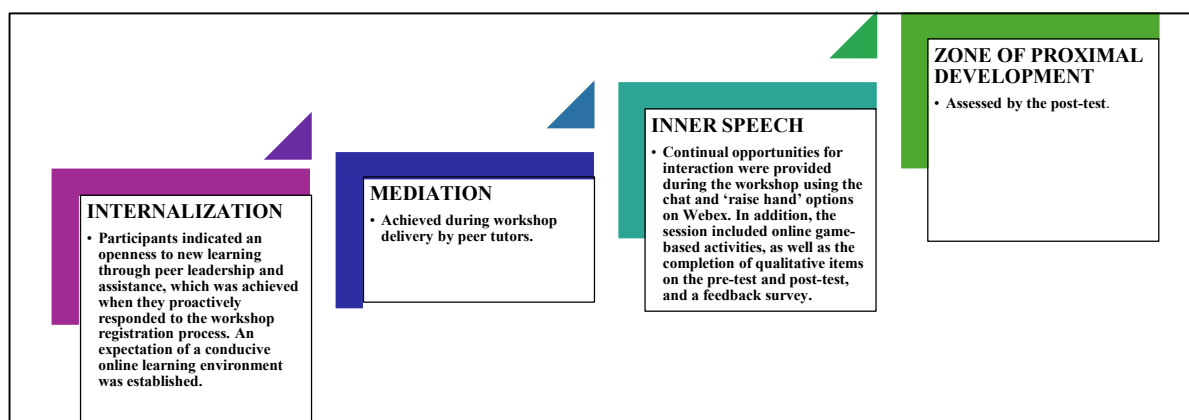 INTERNALIZATION
• Participants indicated an
openness to new learning
through peer leadership and
assistance, which was achieved
when they proactively
responded to the workshop
registration process. An
expectation of a conducive
online learning environment
was established.
MEDIATION
• Achieved during workshop
delivery by peer tutors.
INNER SPEECH
• Continual opportunities for
interaction were provided
during the workshop using the
chat and ‘raise hand’ options
on Webex. In addition, the
session included online game-
based activities, as well as the
completion of qualitative items
on the pre-test and post-test,
and a feedback survey.
ZONE OF PROXIMAL
DEVELOPMENT
• Assessed by the post-test.